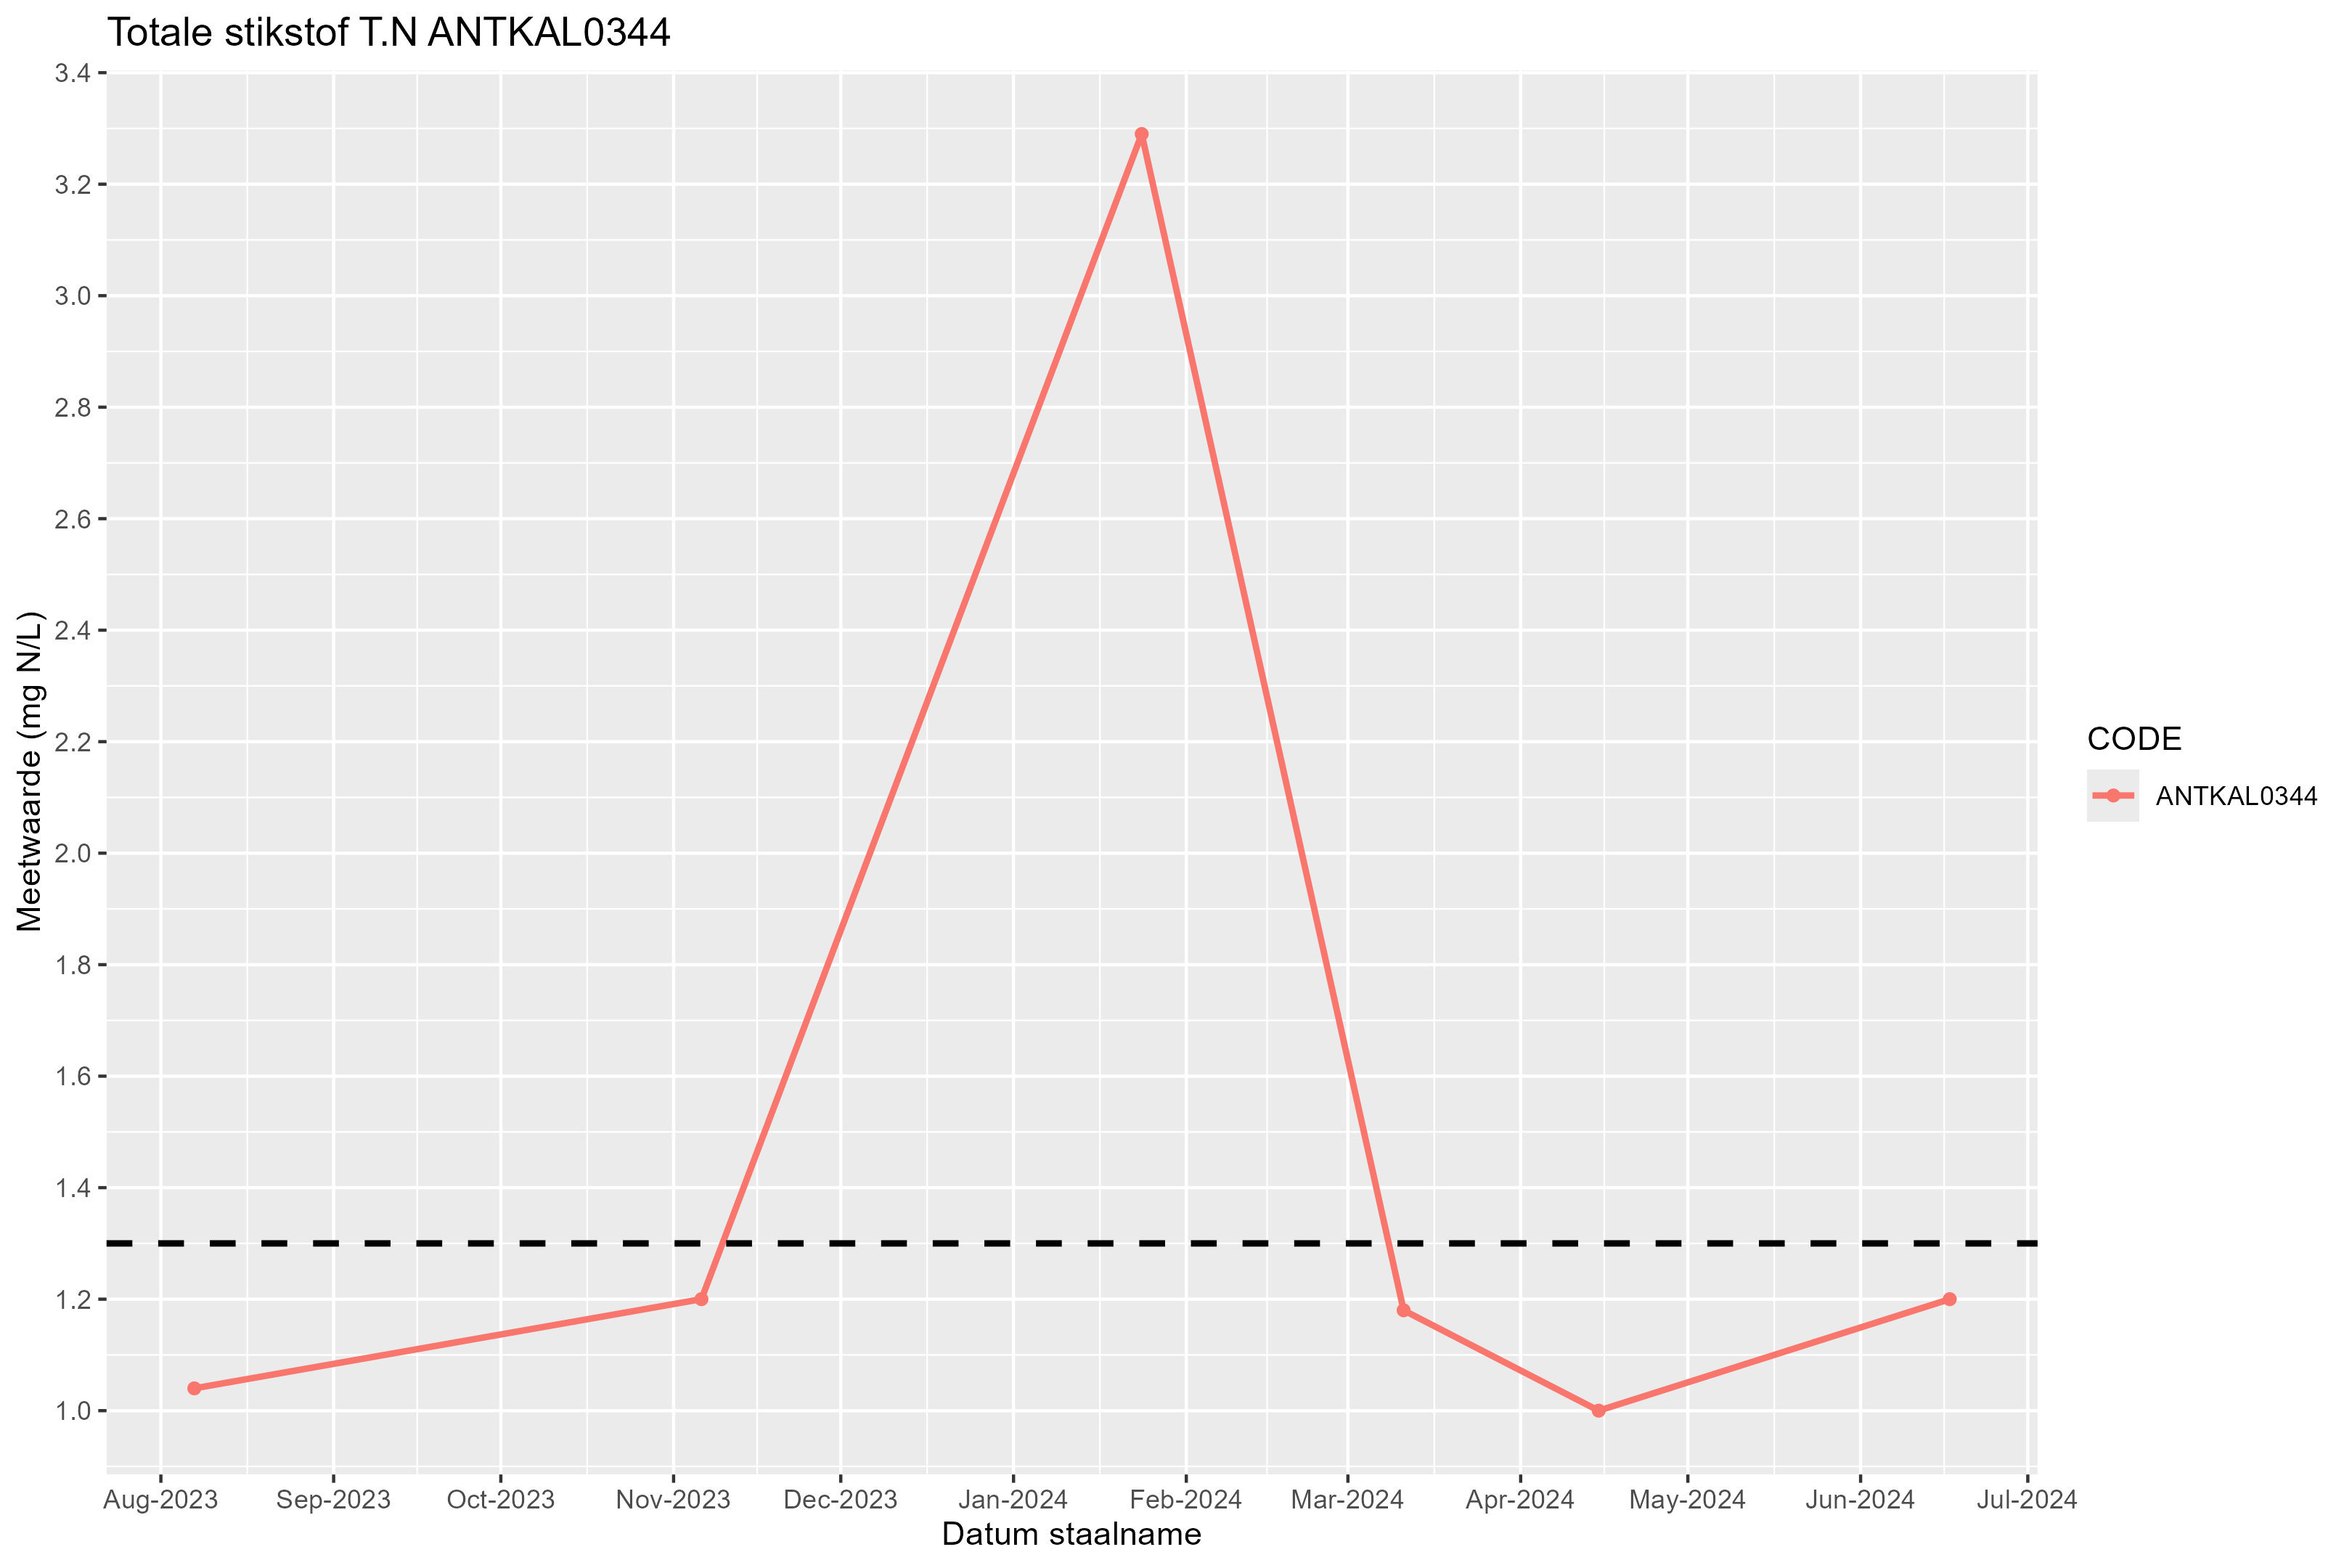 Totale stikstof T.N ANTKAL0344
Meetwaarde (mg N/L)
3.4
3.2
3.0
2.8
2.6
2.4
2.2
2.0
1.8
1.6
1.4
1.2
1.0
Aug-2023 Sep-2023 Oct-2023 Nov-2023 Dec-2023 Jan-2024 Feb-2024 Mar-2024 Apr-2024 May-2024 Jun-2024 Jul-2024
Datum staalname
CODE
ANTKAL0344